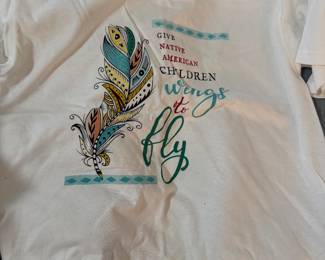 GIVE
NATIVE
AMERICAN
CHILDREN
wings
to
fly